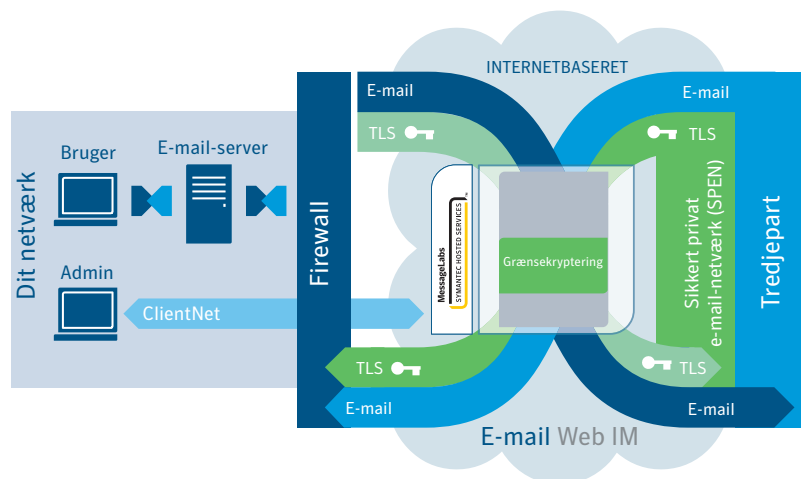 INTERNETBASERET
E-mail
E-mail
TLS
TLS
Bruger
E-mail-server
Dit netværk
Firewall
MessageLabs™
SYMANTEC HOSTED SERVICES
Grænsekryptering
Sikkert privat
e-mail-netværk (SPEN)
Tredjepart
Admin
ClientNet
TLS
TLS
E-mail
E-mail
E-mail Web IM